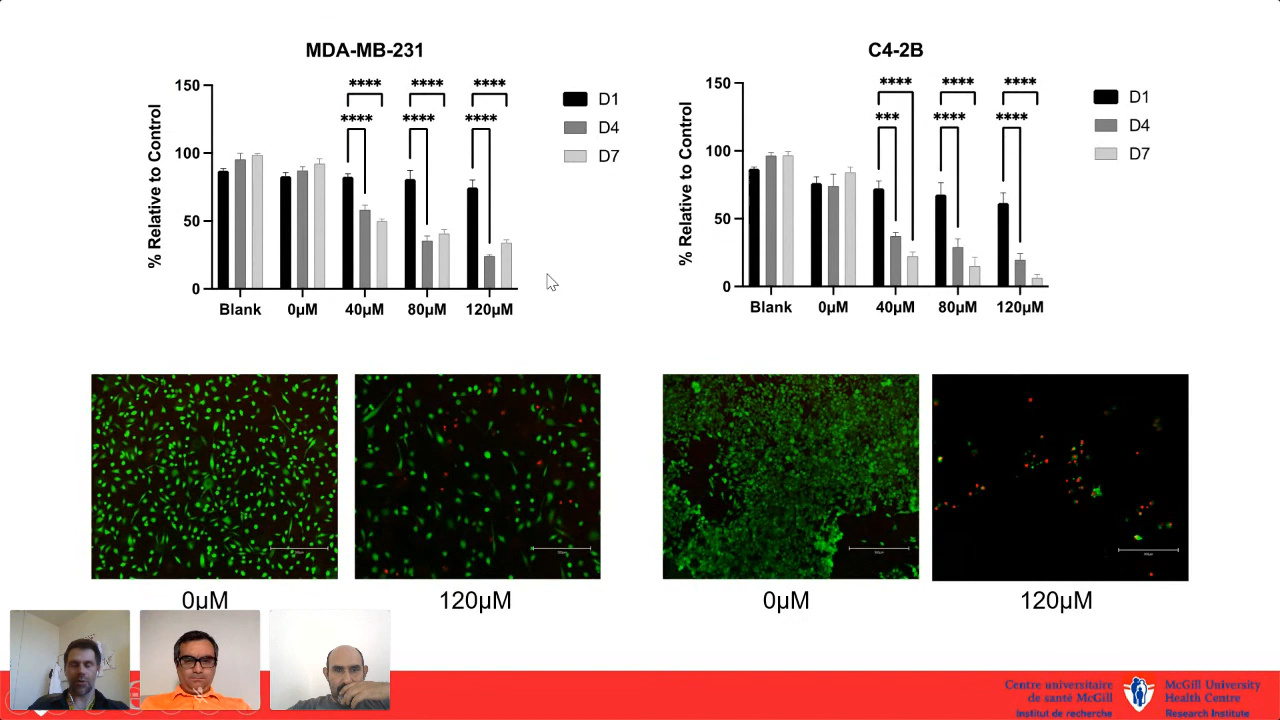 MDA-MB-231
% Relative to Control
150
100
50
0
**** **** ****
**** **** ****
D1
D4
D7
Blank 0µM 40µM 80µM 120µM
C4-2B
% Relative to Control
150
100
50
0
**** **** ****
*** **** ****
D1
D4
D7
Blank 0µM 40µM 80µM 120µM
0µM
120µM
0µM
120µM
Centre universitaire
de santé McGill
Institut de recherche
McGill University
Health Centre
Research Institute